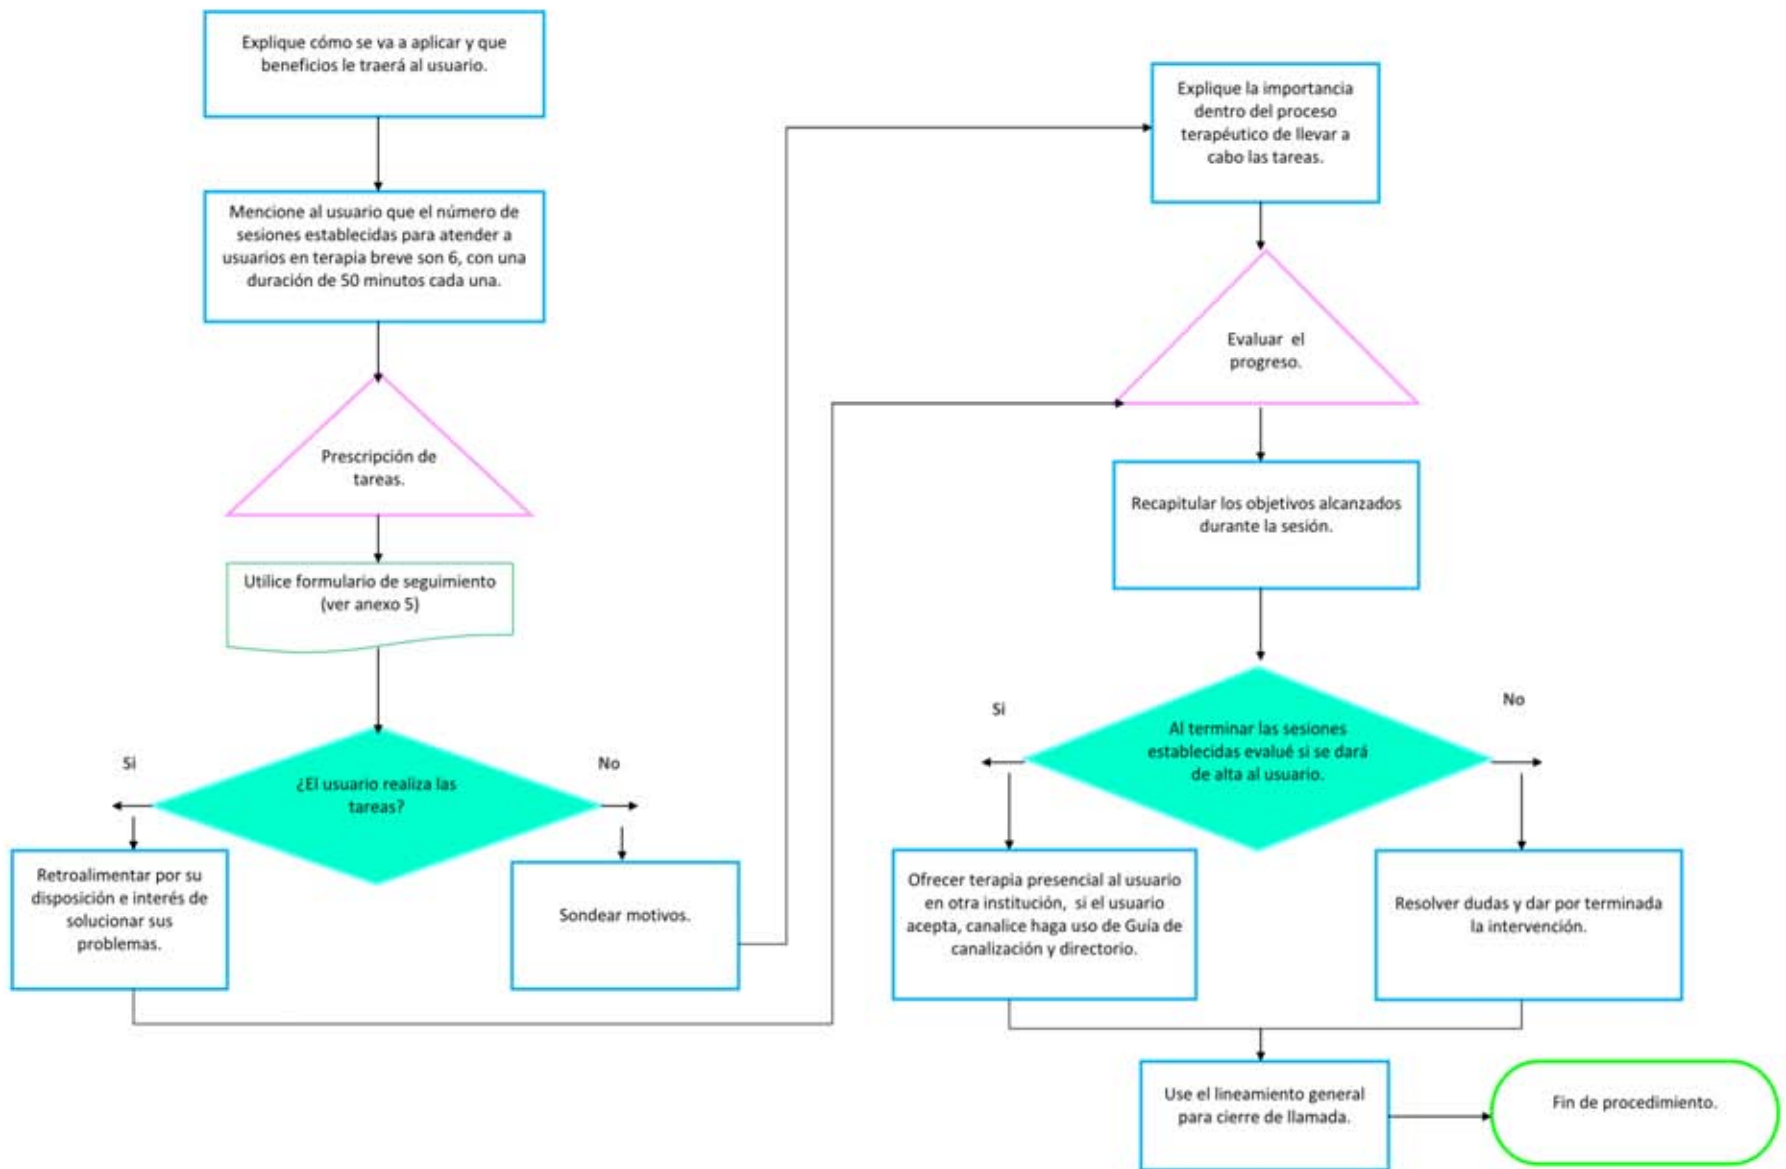 Explique cómo se va a aplicar y que
beneficios le traerá al usuario.
Mencione al usuario que el número de
sesiones establecidas para atender a
usuarios en terapia breve son 6, con una
duración de 50 minutos cada una.
Prescripción de
tareas.
Utilice formulario de seguimiento
(ver anexo 5)
¿El usuario realiza las
tareas?
Si
No
Retroalimentar por su
disposición e interés de
solucionar sus
problemas.
Sondear motivos.
Explique la importancia
dentro del proceso
terapéutico de llevar a
cabo las tareas.
Evaluar el
progreso.
Recapitular los objetivos alcanzados
durante la sesión.
Al terminar las sesiones
establecidas evalué si se dará
de alta al usuario.
Si
No
Ofrecer terapia presencial al usuario
en otra institución, si el usuario
acepta, canalice haga uso de Guía de
canalización y directorio.
Resolver dudas y dar por terminada
la intervención.
Use el lineamiento general
para cierre de llamada.
Fin de procedimiento.